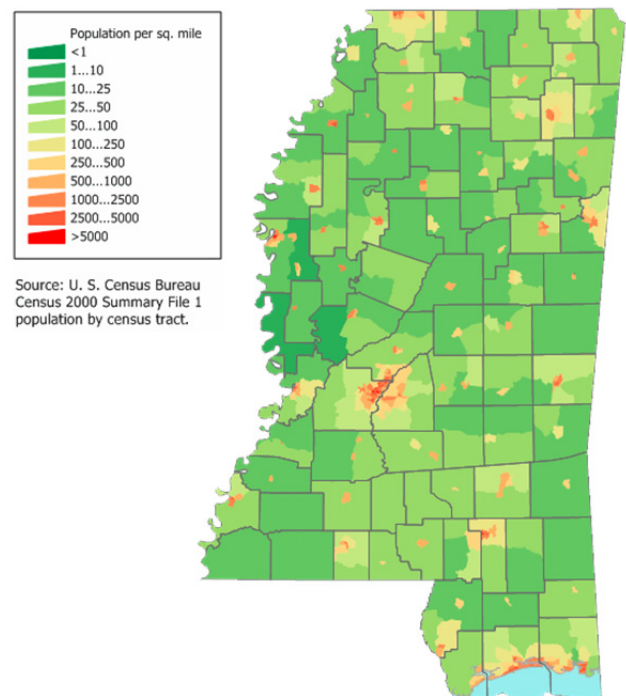 Population per sq. mile
<1
1...10
10...25
25...50
50...100
100...250
250...500
500...1000
1000...2500
2500...5000
>5000
Source: U. S. Census Bureau
Census 2000 Summary File 1
population by census tract.